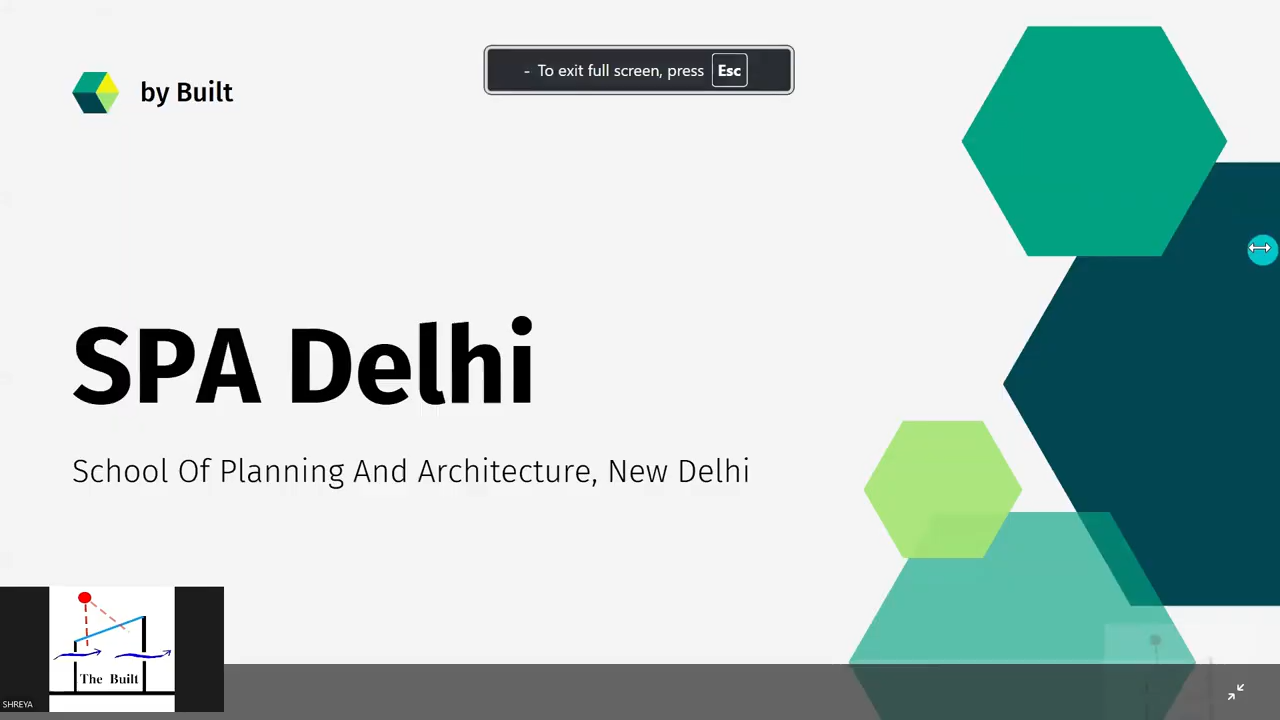 by Built
- To exit full screen, press Esc
SPA Delhi
School Of Planning And Architecture, New Delhi
The Built
SHREYA